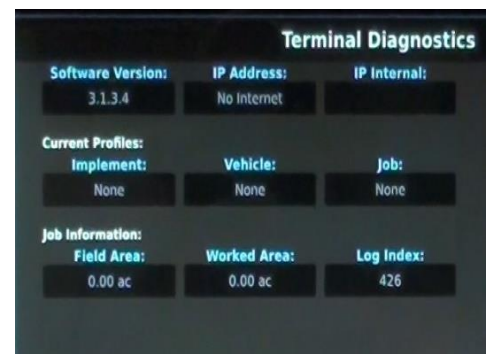 Terminal Diagnostics
Software Version: IP Address: IP Internal:
3.1.3.4 No Internet
Current Profiles:
Implement: Vehicle: Job:
None None None
Job Information:
Field Area: Worked Area: Log Index:
0.00 ac 0.00 ac 426